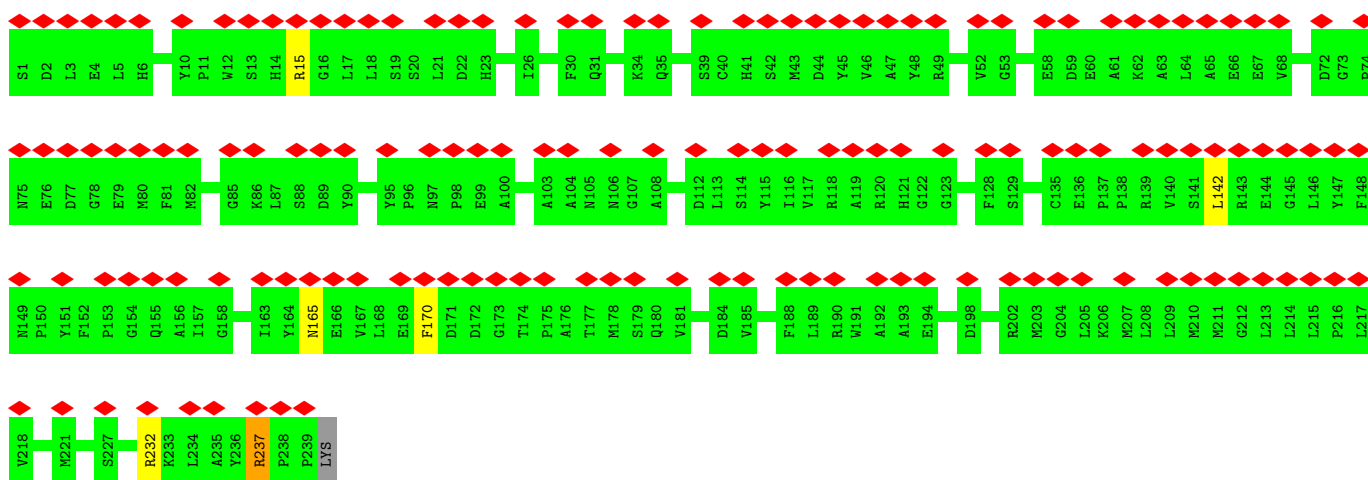 S1 D2 L3 E4 L5 H6 Y10 P11 W12 S13 H14 R15 G16 L17 L18 S19 S20 L21 D22 H23 I26 F30 Q31 K34 Q35 S39 C40 H41 S42 M43 D44 Y45 V46 A47 Y48 R49 V52 G53 E58 D59 E60 A61 K62 A63 L64 A65 E66 E67 V68 D72 G73
N75 E76 D77 G78 E79 M80 F81 M82 G85 K86 L87 S88 D89 Y90 Y95 P96 N97 P98 E99 A100 A103 A104 N105 N106 G107 A108 D112 L113 S114 Y115 I116 V117 R118 A119 R120 H121 G122 G123 F128 S129 C135 E136 P137 P138 R139 V140 S141 L142 R143 E144 G145 L146 Y147 F148
N149 P150 Y151 F152 P153 G154 Q155 A156 I157 G158 I163 Y164 N165 E166 V167 L168 E169 F170 D171 D172 G173 T174 P175 A176 T177 M178 S179 Q180 V181 D184 V185 F188 L189 R190 W191 A192 A193 E194 D198 R202 M203 G204 L205 K206 M207 L208 L209 M210 M211 G212 L213 L214 L215 P216 L217
V218 M221 S227 R232 K233 L234 A235 Y236 R237 P238 P239 LYS